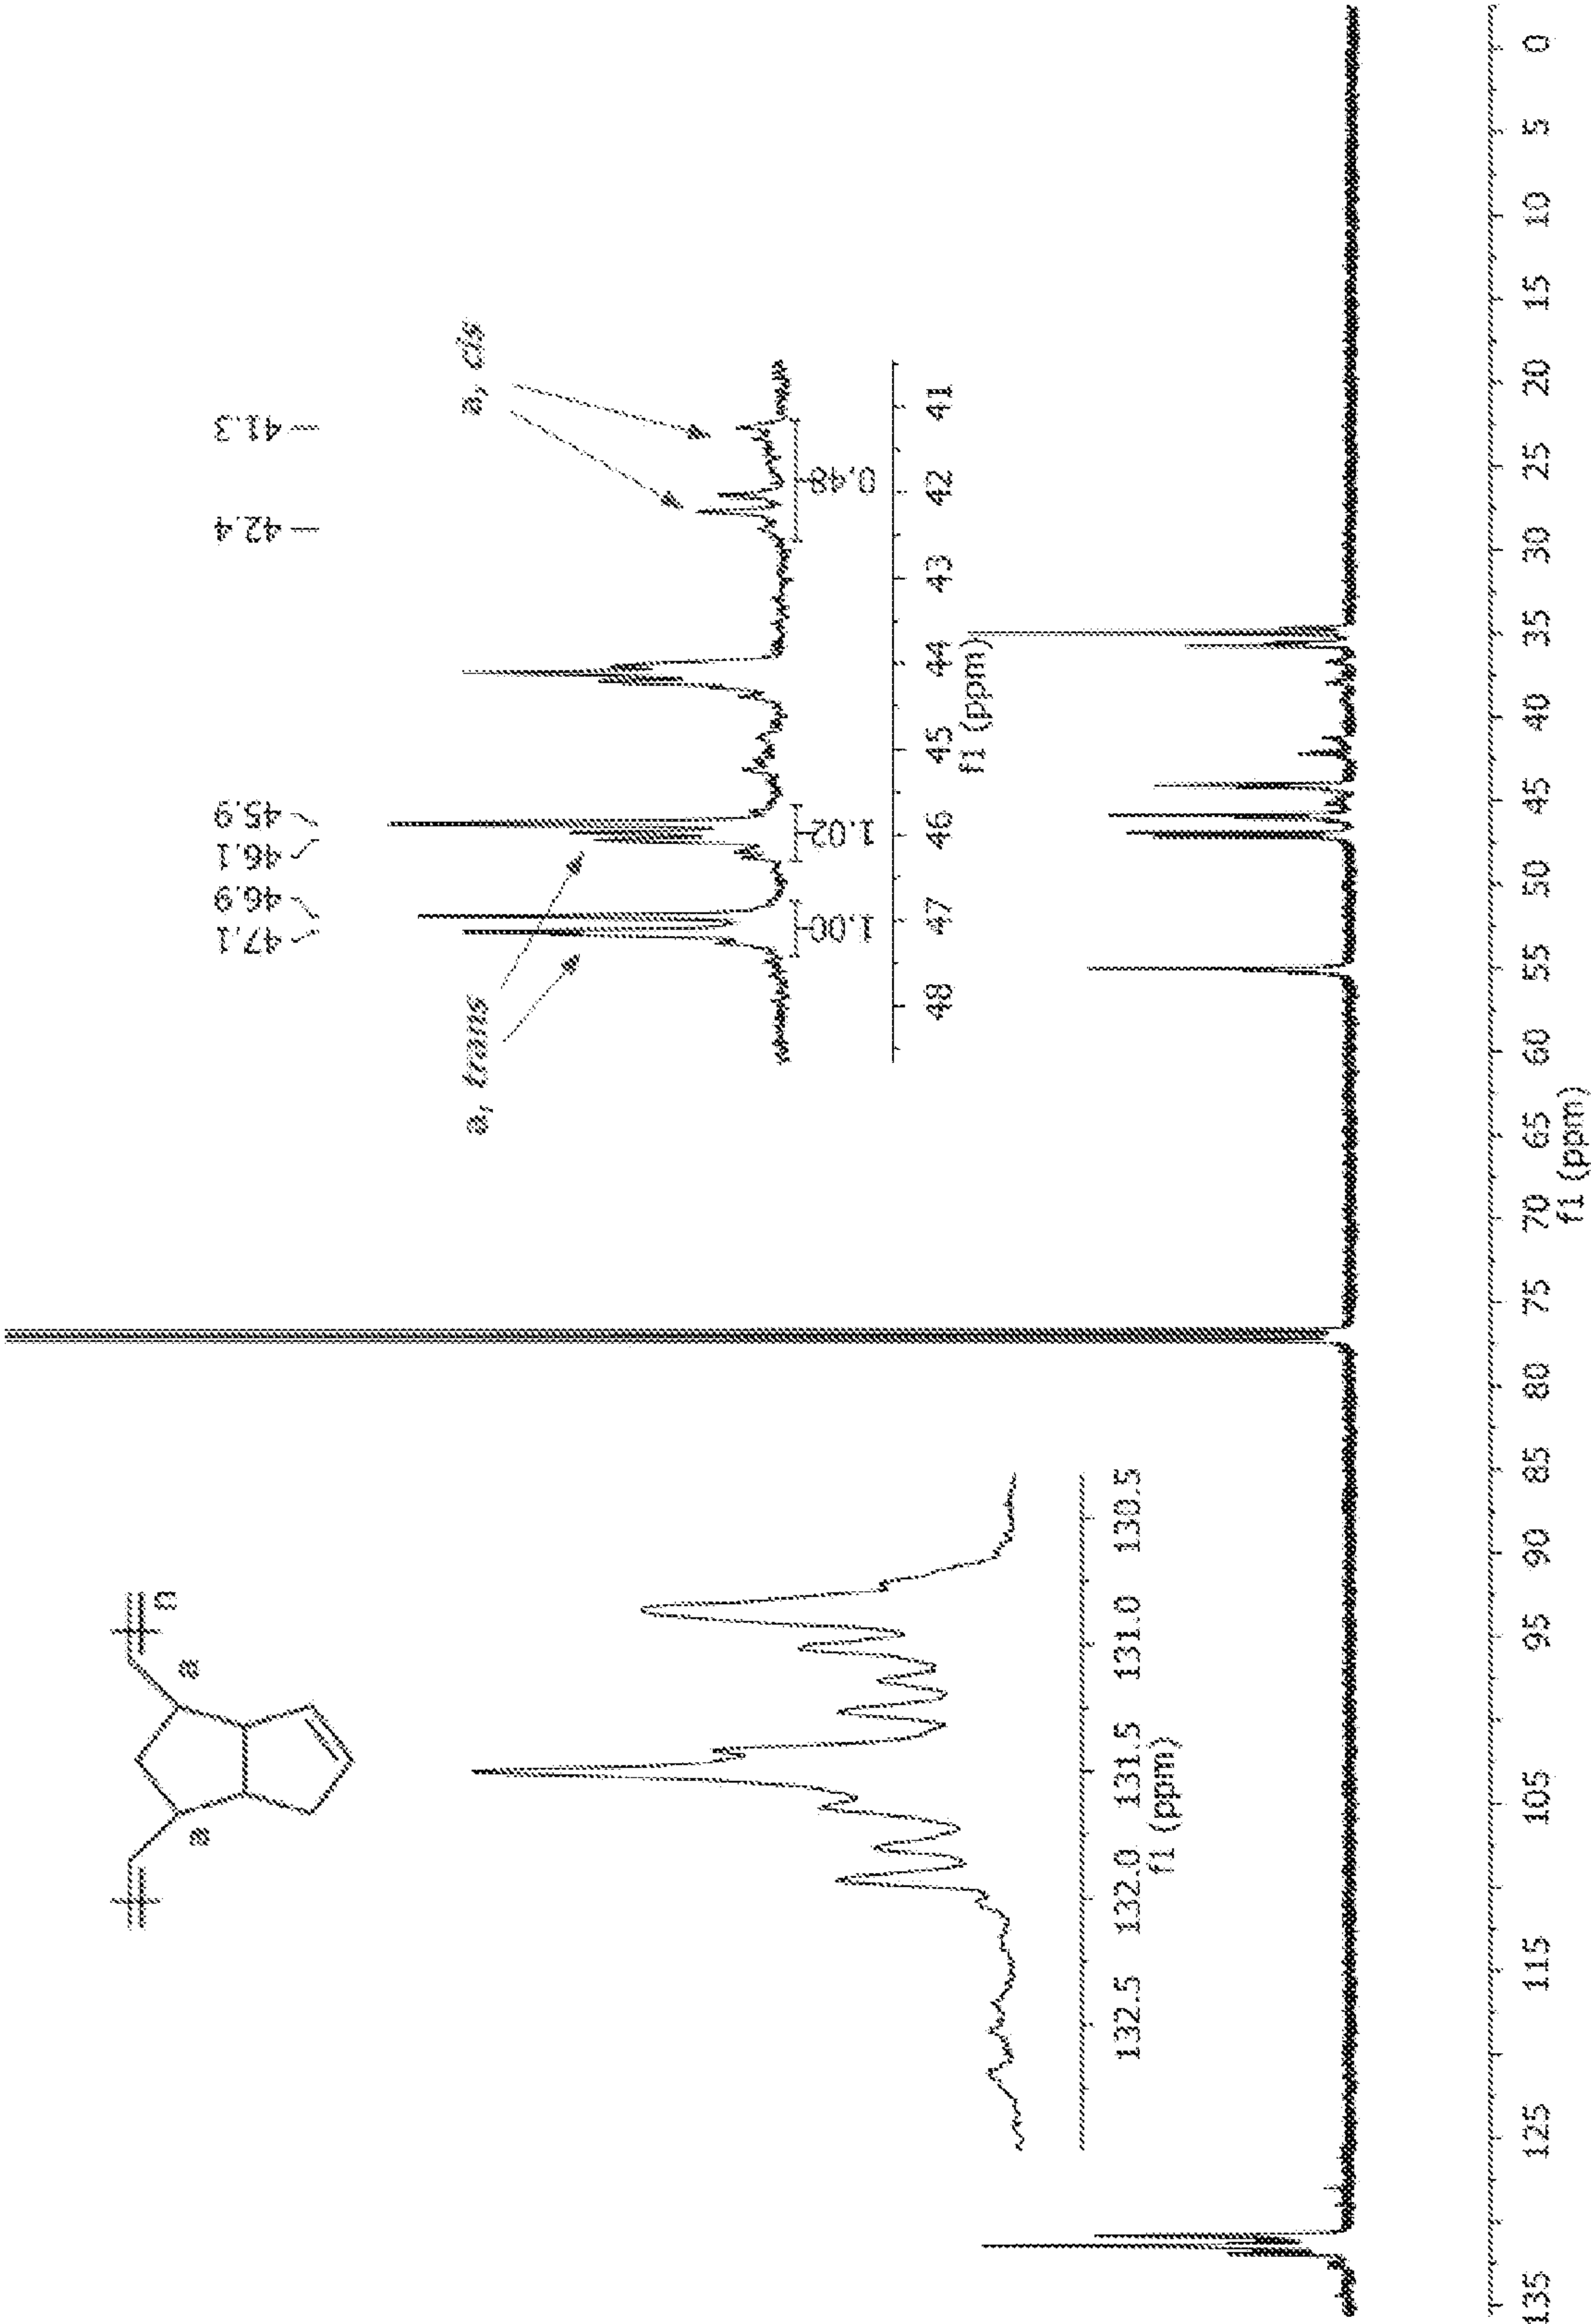 n
a
a
47.1
46.9
46.1
45.9
42.4
41.3
a, trans
a, cis
1.00
1.02
0.48
48 47 46 45 44 43 42 41
f1 (ppm)
132.5 132.0 131.5 131.0 130.5
f1 (ppm)
135 125 115 105 95 90 85 80 75 70 65 60 55 50 45 40 35 30 25 20 15 10 5 0
f1 (ppm)